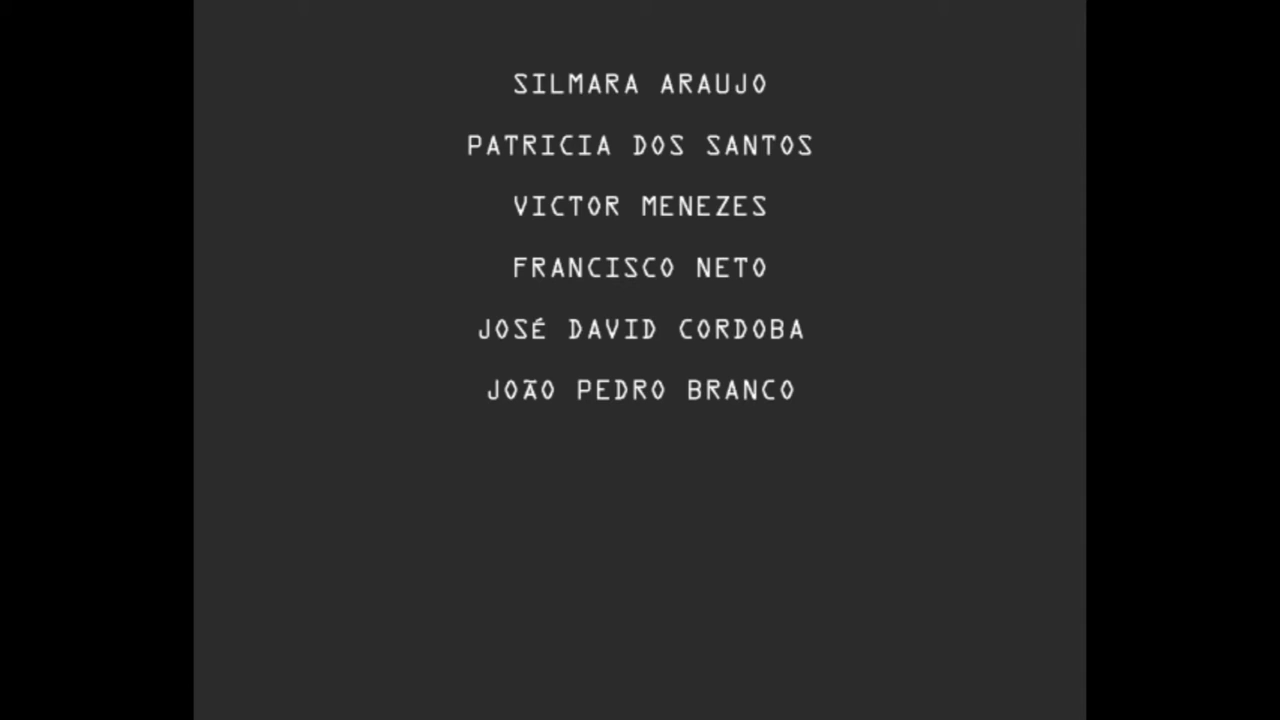 SILMARA ARAUJO
PATRICIA DOS SANTOS
VICTOR MENEZES
FRANCISCO NETO
JOSÉ DAVID CORDOBA
JOÃO PEDRO BRANCO